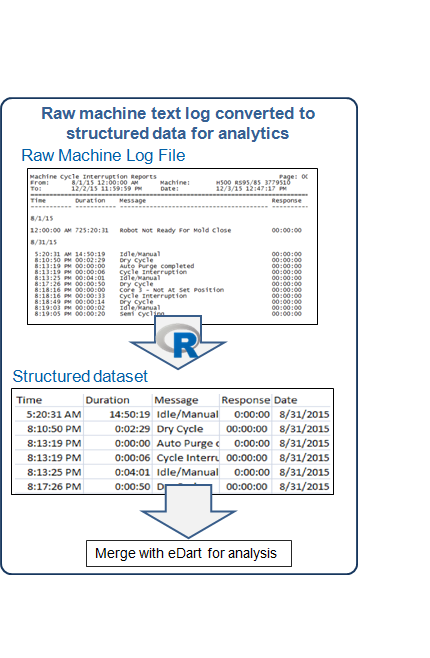 Raw machine text log converted to
structured data for analytics
Raw Machine Log File
Machine Cycle Interruption Reports Page: 00
From: 8/1/15 12:00:00 AM Machine: H500 RS95/85 3779510
To: 12/2/15 11:59:59 PM Date: 12/3/15 12:47:17 PM
Time Duration Message Response
8/1/15
12:00:00 AM 725:20:31 Robot Not Ready For Mold Close 00:00:00
8/31/15
5:20:31 AM 14:50:19 Idle/Manual 00:00:00
8:10:50 PM 00:02:29 Dry Cycle 00:00:00
8:13:19 PM 00:00:00 Auto Purge completed 00:00:00
8:13:19 PM 00:00:06 Cycle Interruption 00:00:00
8:13:25 PM 00:04:01 Idle/Manual 00:00:00
8:17:26 PM 00:00:50 Dry Cycle 00:00:00
8:18:16 PM 00:00:00 Core 3 - Not At Set Position 00:00:00
8:18:16 PM 00:00:33 Cycle Interruption 00:00:00
8:18:49 PM 00:00:14 Dry Cycle 00:00:00
8:19:03 PM 00:00:02 Idle/Manual 00:00:00
8:19:05 PM 00:00:20 Semi Cycling 00:00:00
R
Structured dataset
Time Duration Message Response Date
5:20:31 AM 14:50:19 Idle/Manual 0:00:00 8/31/2015
8:10:50 PM 0:02:29 Dry Cycle 00:00:00 8/31/2015
8:13:19 PM 0:00:00 Auto Purge c 0:00:00 8/31/2015
8:13:19 PM 0:00:06 Cycle Interru 00:00:00 8/31/2015
8:13:25 PM 0:04:01 Idle/Manual 0:00:00 8/31/2015
8:17:26 PM 0:00:50 00:00:00 8/31/2015
Merge with eDart for analysis